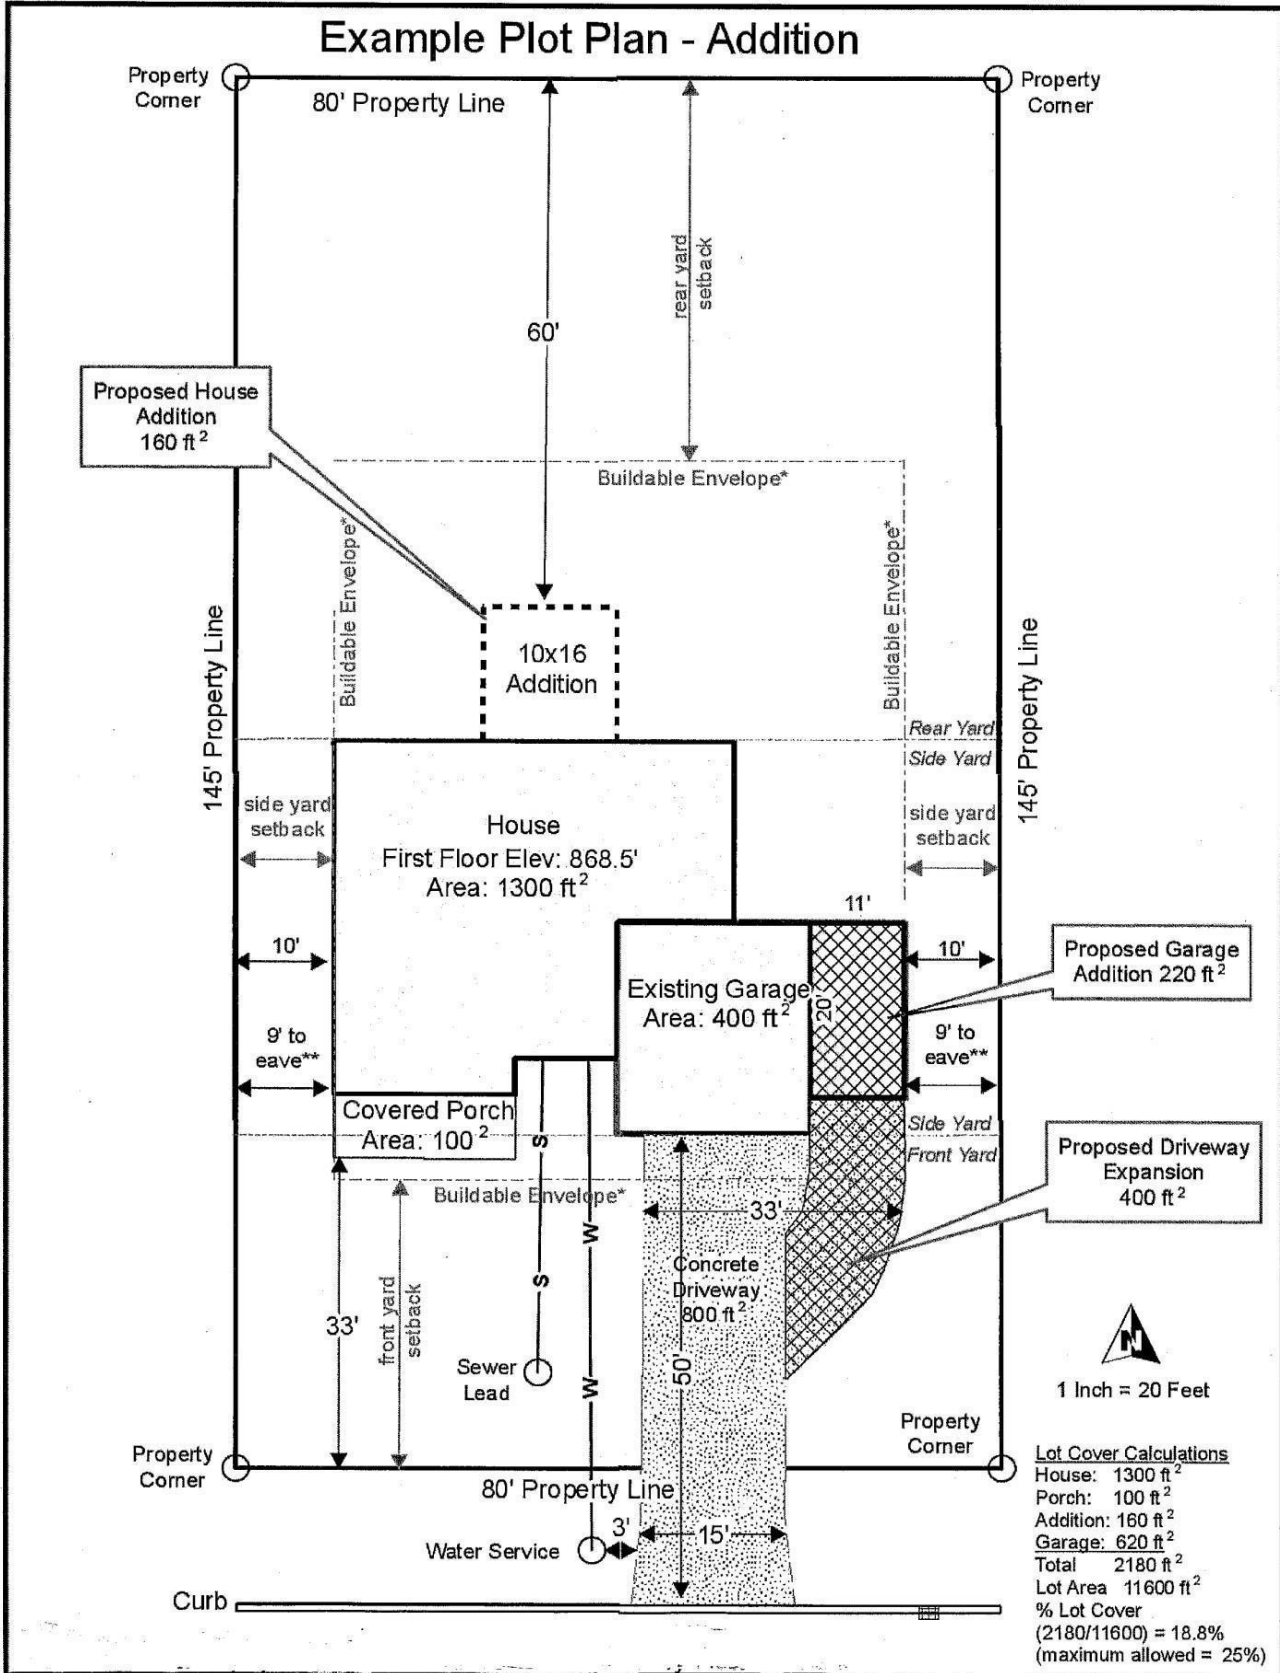 Example Plot Plan - Addition
Property
Corner
80' Property Line
Property
Corner
rear yard
setback
60'
Proposed House
Addition
160 ft²
Buildable Envelope*
Buildable Envelope*
Buildable Envelope*
145' Property Line
10x16
Addition
145' Property Line
Rear Yard
Side Yard
side yard
setback
House
First Floor Elev: 868.5'
Area: 1300 ft²
side yard
setback
11'
10'
Existing Garage
Area: 400 ft²
20'
10'
Proposed Garage
Addition 220 ft²
9' to
eave**
9' to
eave**
Covered Porch
Area: 100²
S
Side Yard
Front Yard
Proposed Driveway
Expansion
400 ft²
Buildable Envelope*
33'
W
S
Concrete
Driveway
800 ft²
front yard
setback
33'
50'
W
Sewer
Lead
N
1 Inch = 20 Feet
Property
Corner
Property
Corner
80' Property Line
3'
15'
Water Service
Curb
Lot Cover Calculations
House: 1300 ft²
Porch: 100 ft²
Addition: 160 ft²
Garage: 620 ft²
Total 2180 ft²
Lot Area 11600 ft²
% Lot Cover
(2180/11600) = 18.8%
(maximum allowed = 25%)